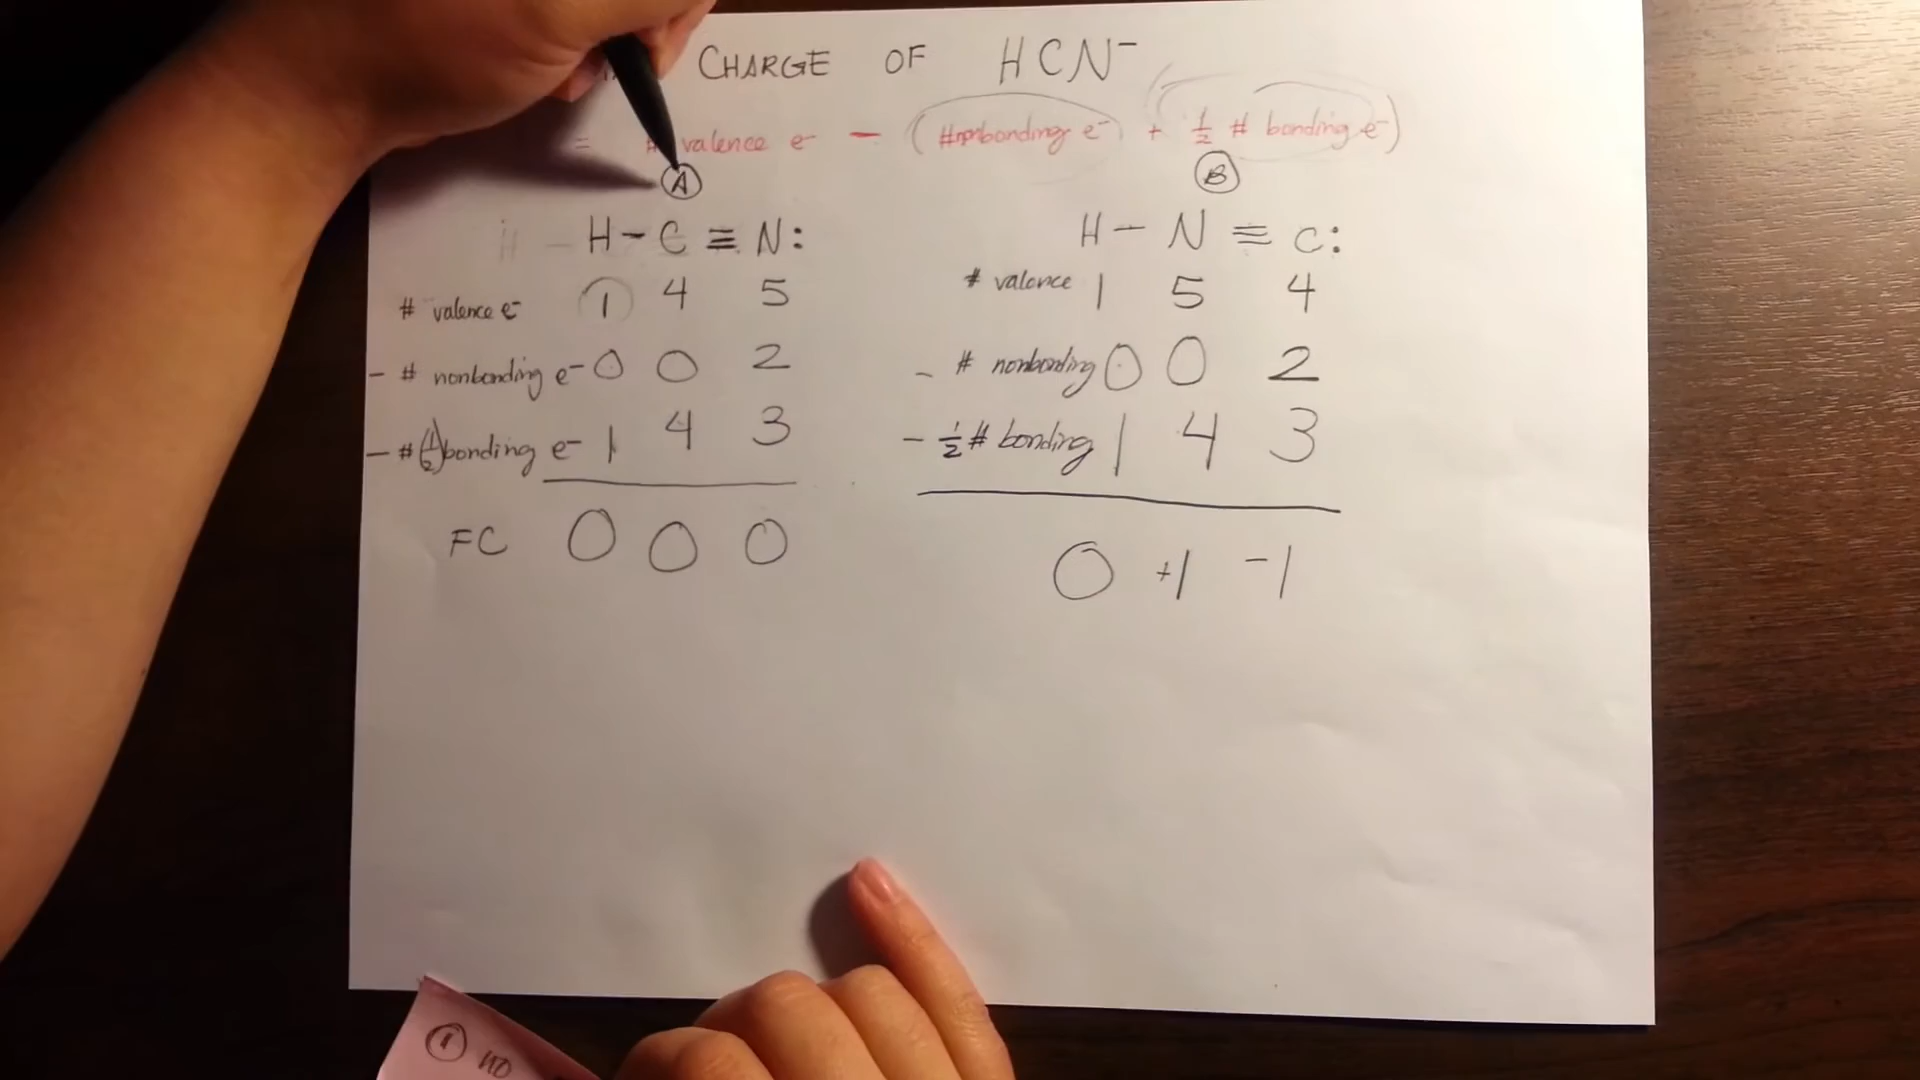 CHARGE OF HCN⁻
= # valence e⁻ − (#nonbonding e⁻ + ½ # bonding e⁻)
Ⓐ
H−C≡N:
# valence e⁻ 1 4 5
− # nonbonding e⁻ 0 0 2
− #(½)bonding e⁻ 1 4 3
FC 0 0 0
Ⓑ
H−N≡C:
# valence 1 5 4
− # nonbonding 0 0 2
− ½ # bonding 1 4 3
0 +1 −1
① no